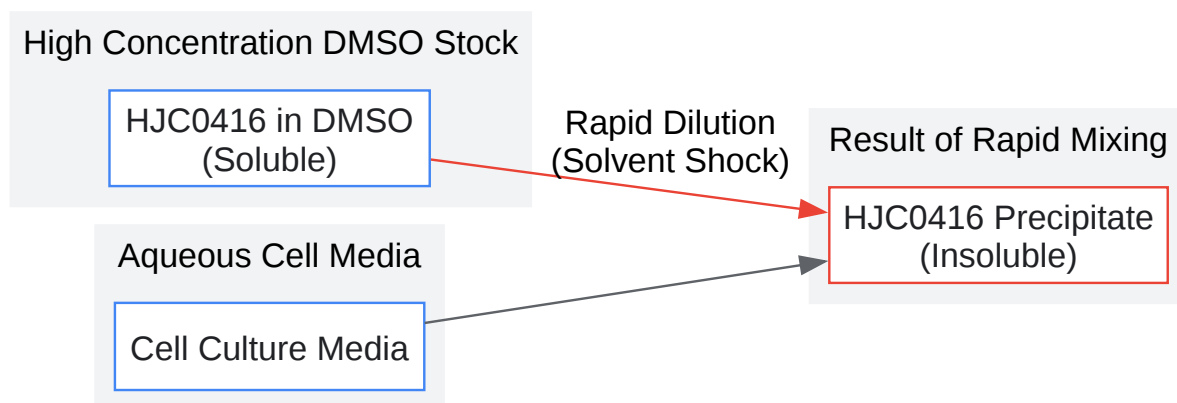 High Concentration DMSO Stock
HJC0416 in DMSO
(Soluble)
Rapid Dilution
(Solvent Shock)
Result of Rapid Mixing
HJC0416 Precipitate
(Insoluble)
Aqueous Cell Media
Cell Culture Media